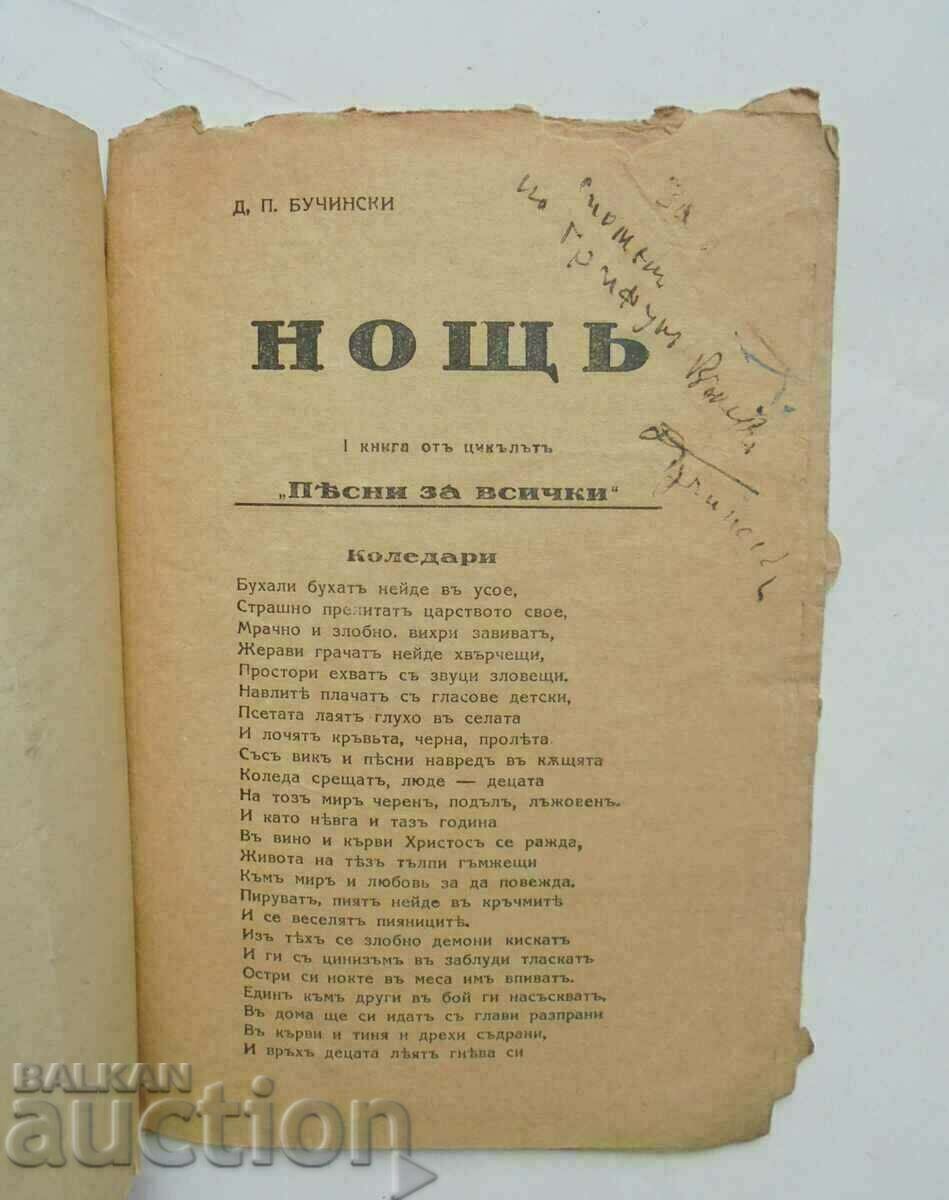 Д. П. БУЧИНСКИ
НОЩЬ
I книга отъ цикълътъ
„Пѣсни за всички“
Коледари
Бухали бухатъ нейде въ усое,
Страшно прелитатъ царството свое,
Мрачно и злобно. вихри завиватъ,
Жерави грачатъ нейде хвърчещи,
Простори ехватъ съ звуци зловещи.
Навлитѣ плачатъ съ гласове детски,
Псетата лаятъ глухо въ селата
И лочятъ кръвьта, черна, пролѣта
Съсъ викъ и пѣсни навредъ въ кѫщята
Коледа срещатъ, люде — децата
На тозъ миръ черенъ, подълъ, лъжовенъ.
И като нѣвга и тазъ година
Въ вино и кърви Христосъ се ражда,
Живота на тѣзъ тълпи гъмжещи
Къмъ миръ и любовь за да повежда.
Пируватъ, пиятъ нейде въ кръчмитѣ
И се веселятъ пияницитѣ.
Изъ тѣхъ се злобно демони кискатъ
И ги съ цинизъмъ въ заблуди тласкатъ
Остри си нокте въ меса имъ впиватъ.
Единъ къмъ други въ бой ги насъскватъ.
Въ дома ще си идатъ съ глави разпрани
Въ кърви и тиня и дрехи съдрани,
И връхъ децата лѣятъ гнѣва си
За
спомен
на
Бучински
BALKAN
auction